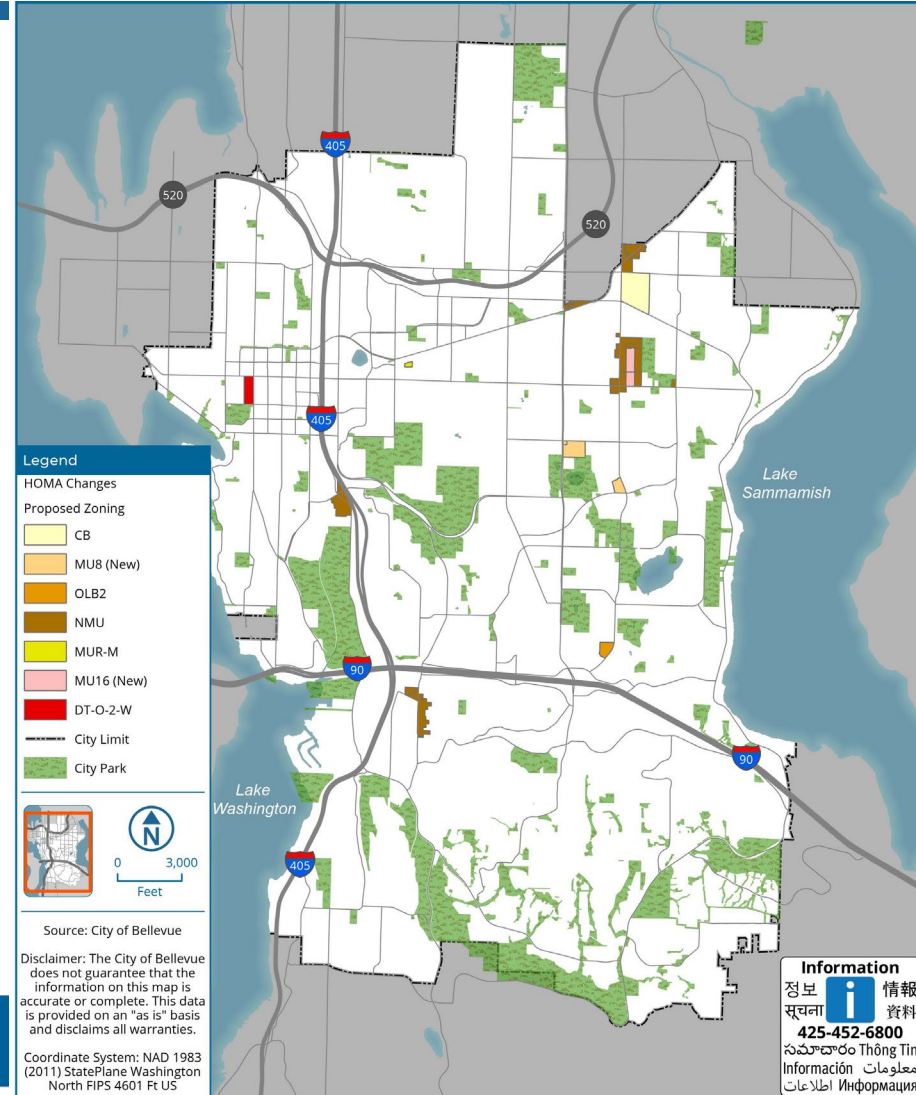 405
520
520
405
Lake
Sammamish
90
90
Lake
Washington
405
Legend
HOMA Changes
Proposed Zoning
CB
MU8 (New)
OLB2
NMU
MUR-M
MU16 (New)
DT-O-2-W
City Limit
City Park
N
0 3,000
Feet
Source: City of Bellevue
Disclaimer: The City of Bellevue
does not guarantee that the
information on this map is
accurate or complete. This data
is provided on an "as is" basis
and disclaims all warranties.
Coordinate System: NAD 1983
(2011) StatePlane Washington
North FIPS 4601 Ft US
Information
정보 i 情報
सूचना 資料
425-452-6800
సమాచారం Thông Tin
Información معلومات
اطلاعات Информация